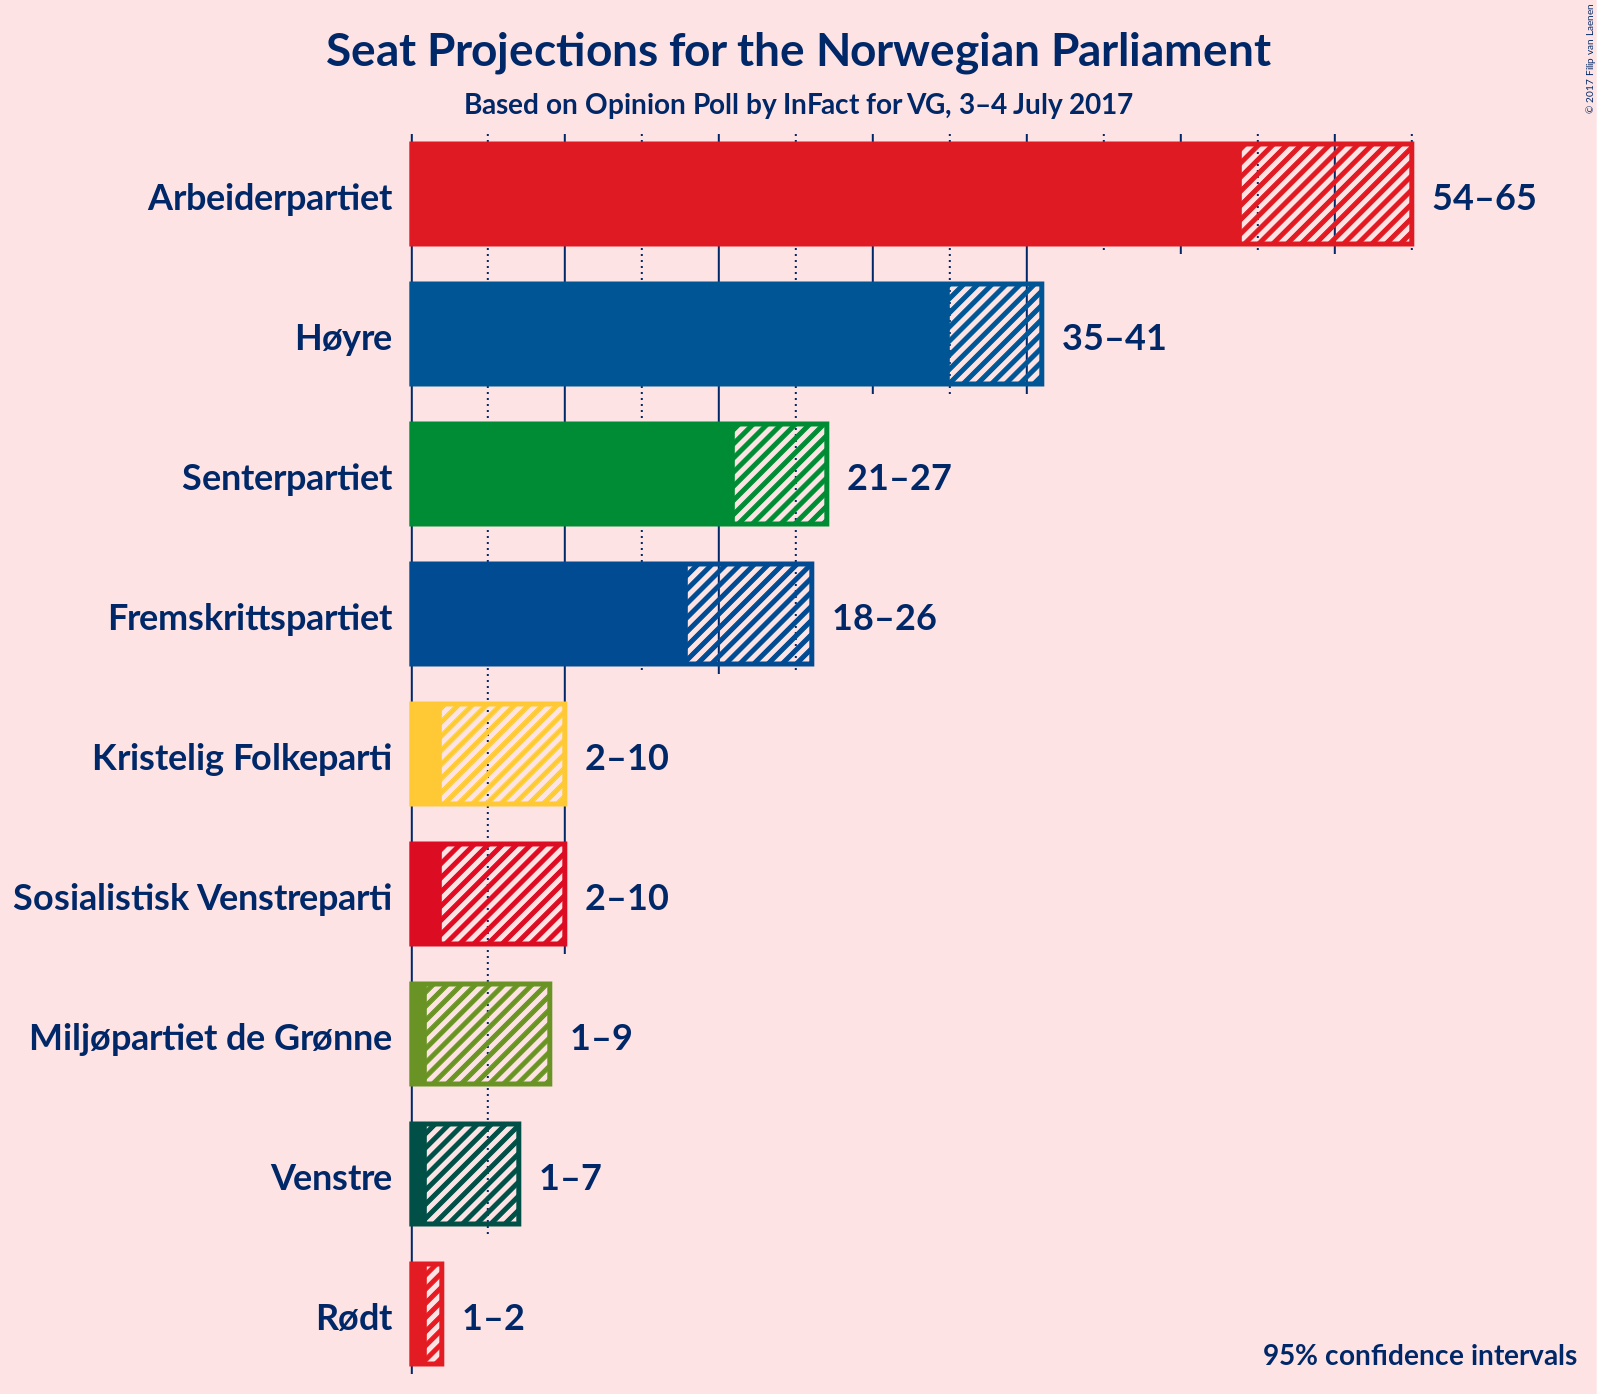 Seat Projections for the Norwegian Parliament
Based on Opinion Poll by InFact for VG, 3–4 July 2017
© 2017 Filip van Laenen
Arbeiderpartiet 54–65
Høyre 35–41
Senterpartiet 21–27
Fremskrittspartiet 18–26
Kristelig Folkeparti 2–10
Sosialistisk Venstreparti 2–10
Miljøpartiet de Grønne 1–9
Venstre 1–7
Rødt 1–2
95% confidence intervals